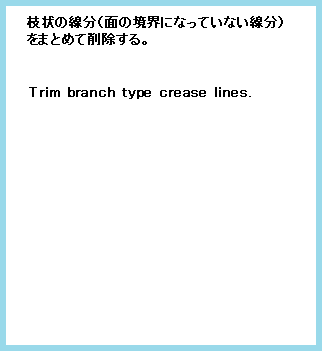 枝状の線分(面の境界になっていない線分)
をまとめて削除する。
Trim branch type crease lines.